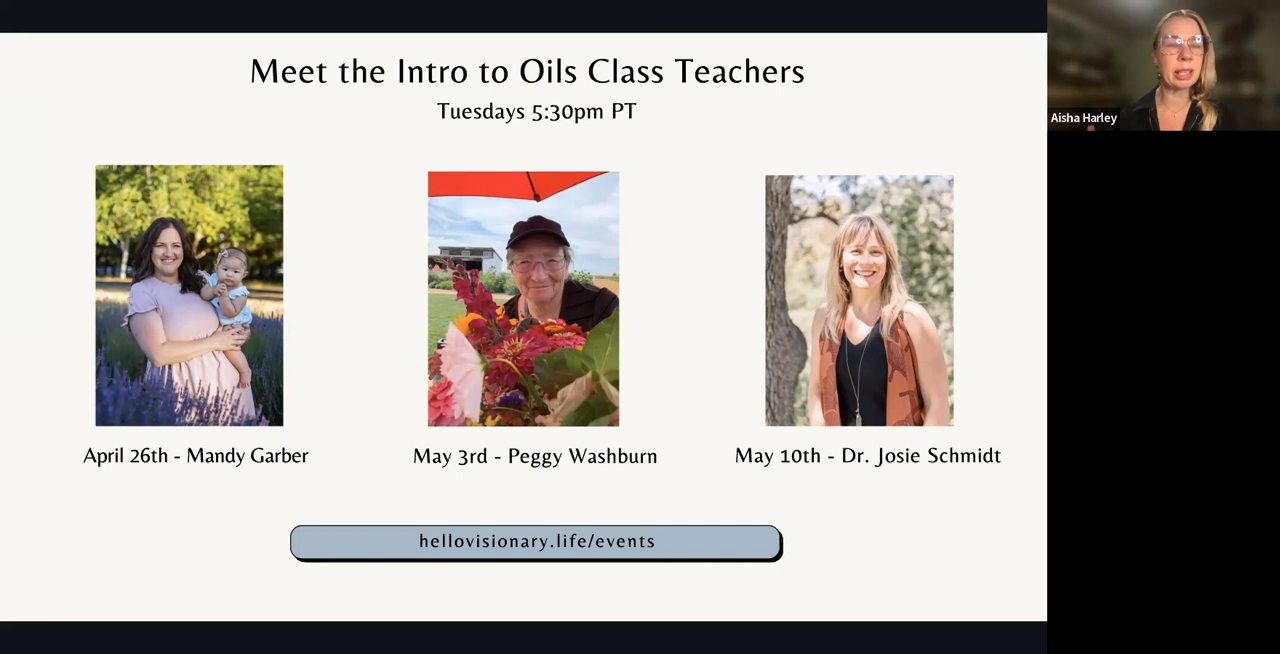 Meet the Intro to Oils Class Teachers
Tuesdays 5:30pm PT
Aisha Harley
April 26th - Mandy Garber
May 3rd - Peggy Washburn
May 10th - Dr. Josie Schmidt
hellovisionary.life/events